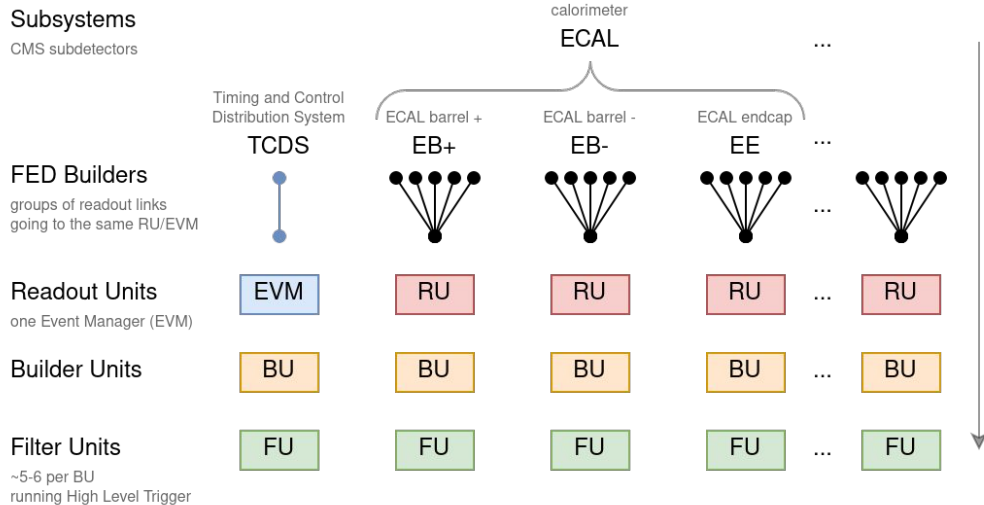 Subsystems
CMS subdetectors
calorimeter
ECAL
...
Timing and Control
Distribution System
TCDS
ECAL barrel +
EB+
ECAL barrel -
EB-
ECAL endcap
EE
...
FED Builders
groups of readout links
going to the same RU/EVM
...
Readout Units
one Event Manager (EVM)
EVM
RU
RU
RU
...
RU
Builder Units
BU
BU
BU
BU
...
BU
Filter Units
~5-6 per BU
running High Level Trigger
FU
FU
FU
FU
...
FU